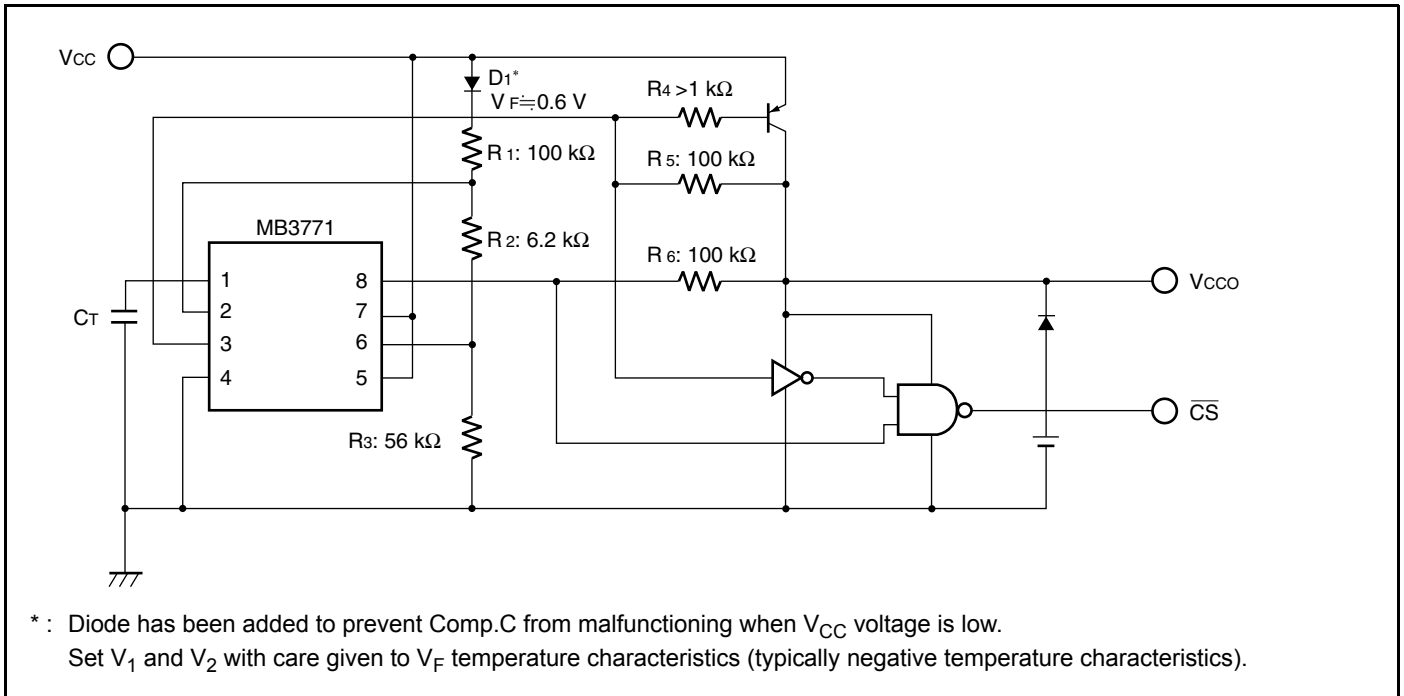 VCC
D1*
VF≒0.6 V
R4 >1 kΩ
R1: 100 kΩ
R5: 100 kΩ
MB3771
R2: 6.2 kΩ
R6: 100 kΩ
1
8
VCCO
2
7
CT
3
6
4
5
R3: 56 kΩ
C̅S̅
* : Diode has been added to prevent Comp.C from malfunctioning when VCC voltage is low.
Set V1 and V2 with care given to VF temperature characteristics (typically negative temperature characteristics).